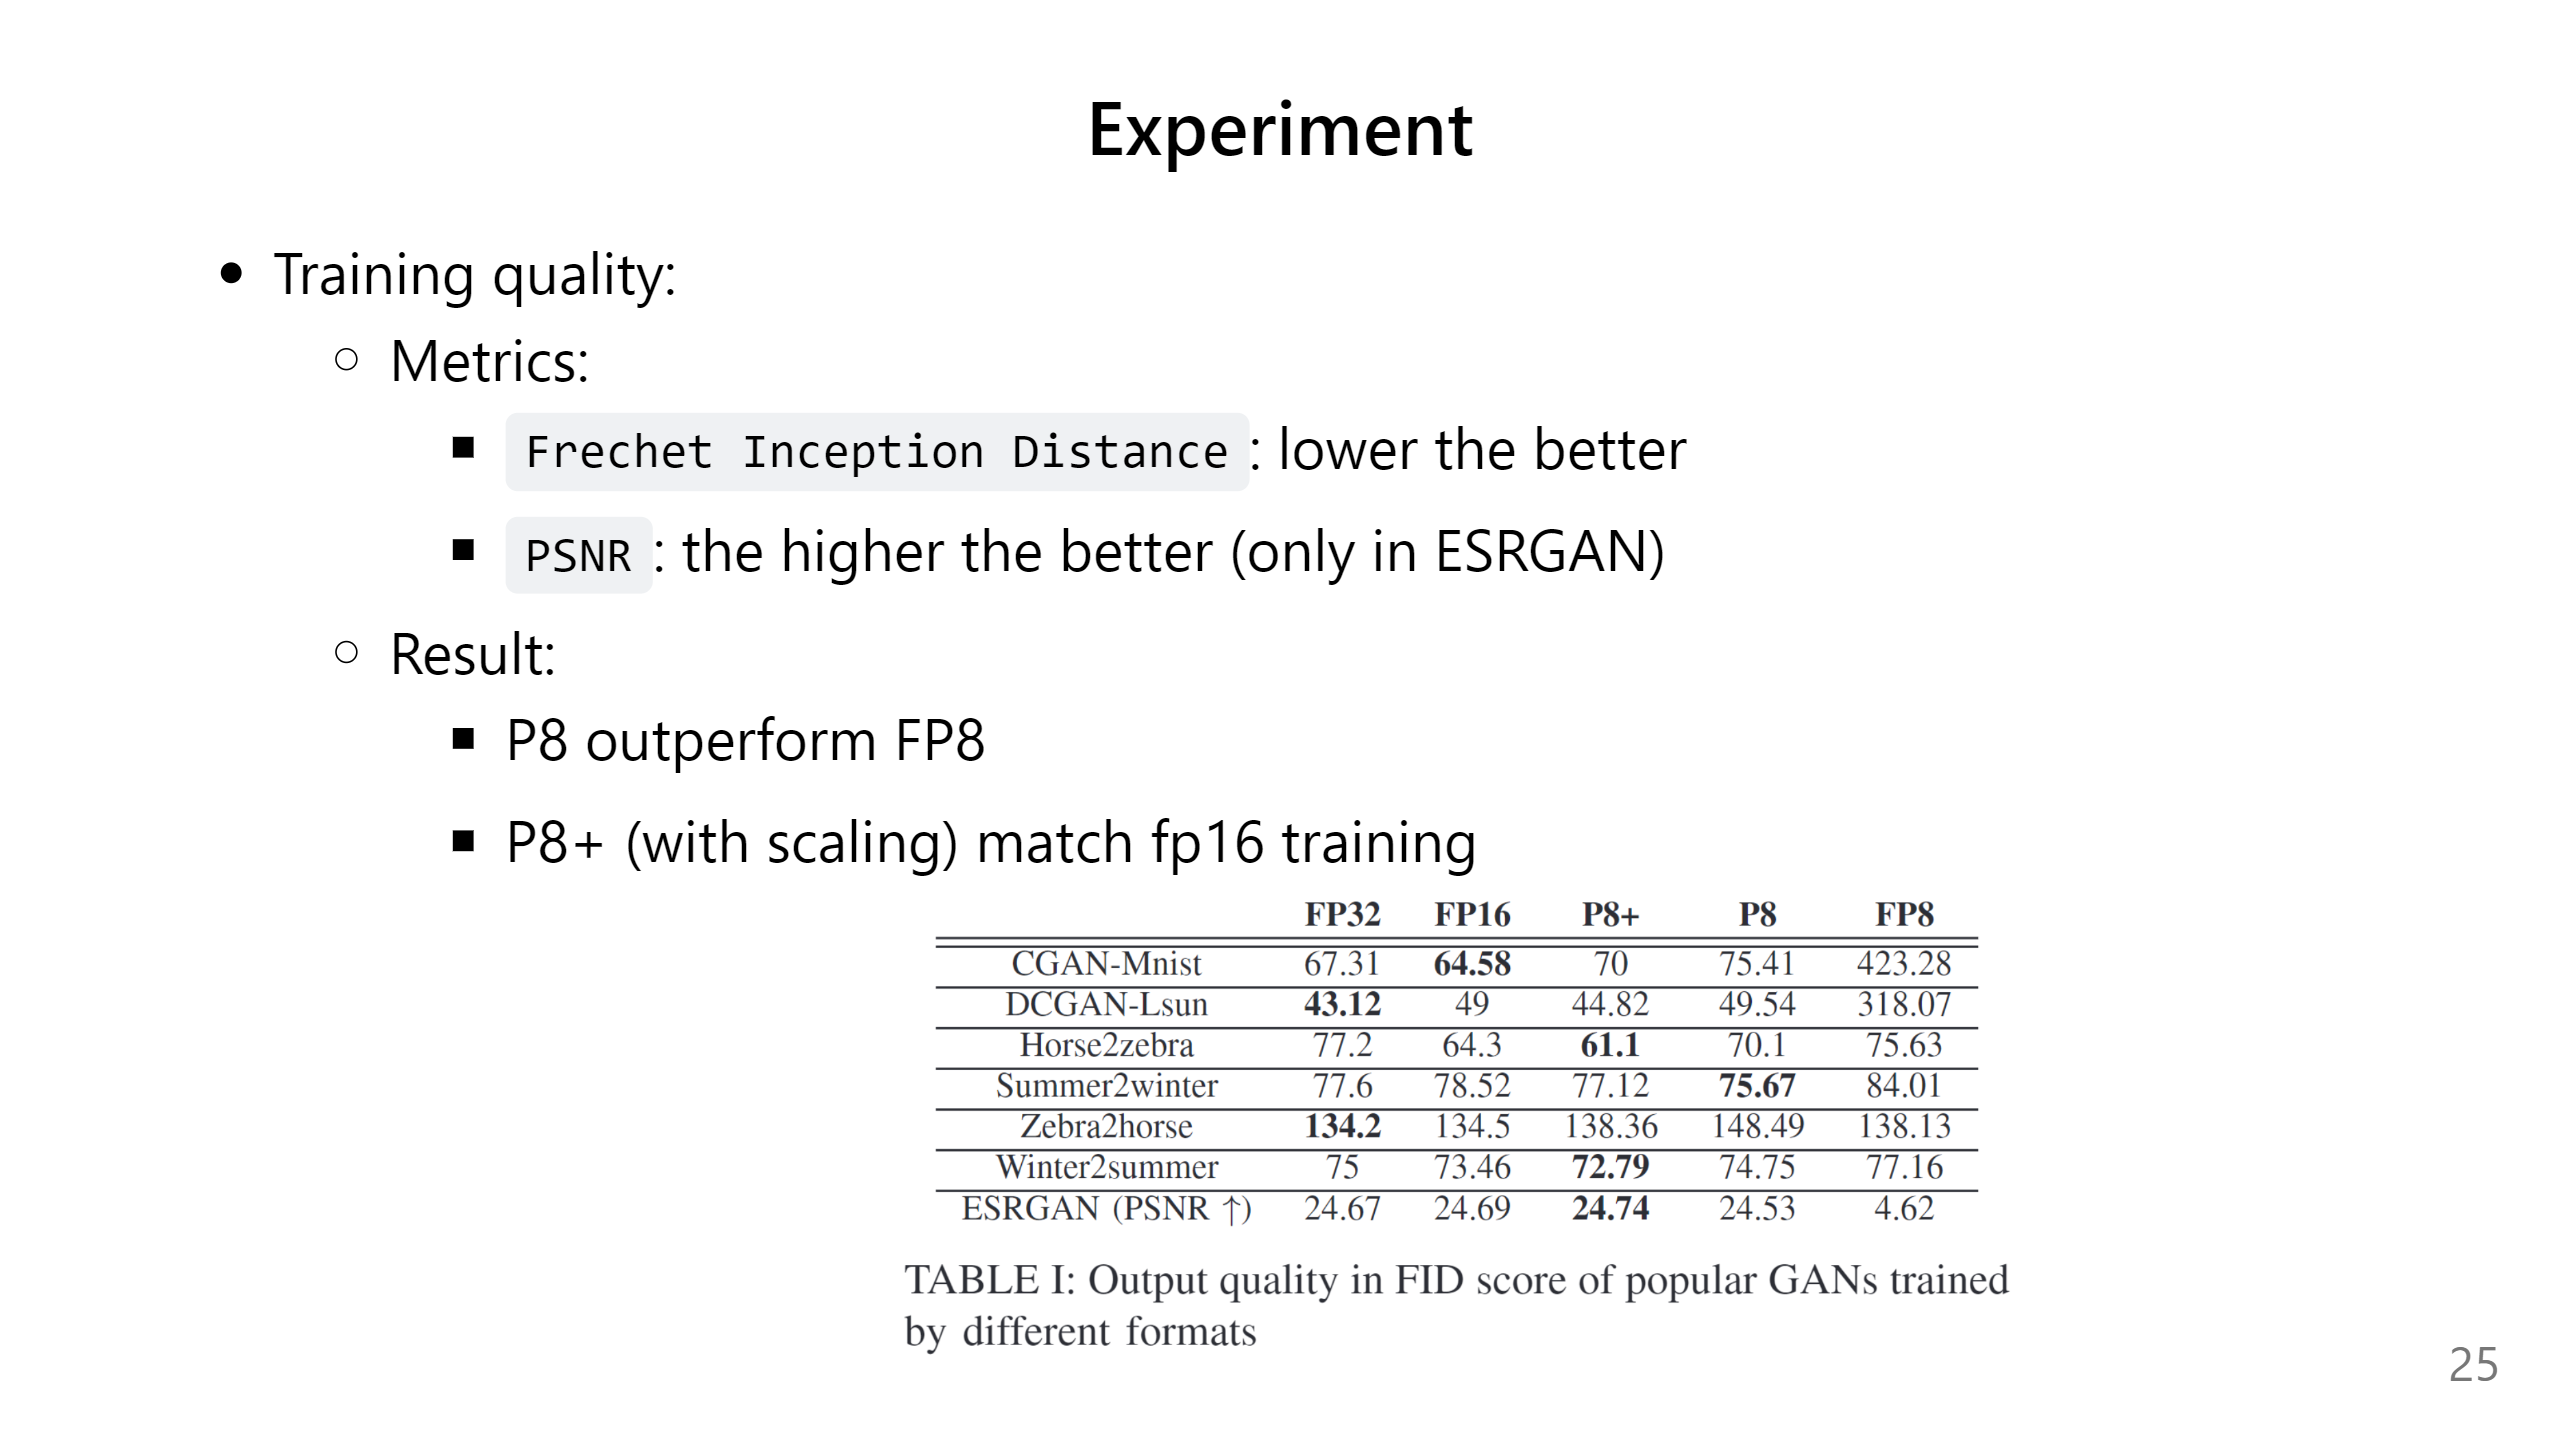 Experiment
Training quality:
Metrics:
Frechet Inception Distance : lower the better
PSNR : the higher the better (only in ESRGAN)
Result:
P8 outperform FP8
P8+ (with scaling) match fp16 training
FP32 FP16 P8+ P8 FP8
CGAN-Mnist 67.31 64.58 70 75.41 423.28
DCGAN-Lsun 43.12 49 44.82 49.54 318.07
Horse2zebra 77.2 64.3 61.1 70.1 75.63
Summer2winter 77.6 78.52 77.12 75.67 84.01
Zebra2horse 134.2 134.5 138.36 148.49 138.13
Winter2summer 75 73.46 72.79 74.75 77.16
ESRGAN (PSNR ↑) 24.67 24.69 24.74 24.53 4.62
TABLE I: Output quality in FID score of popular GANs trained
by different formats
25